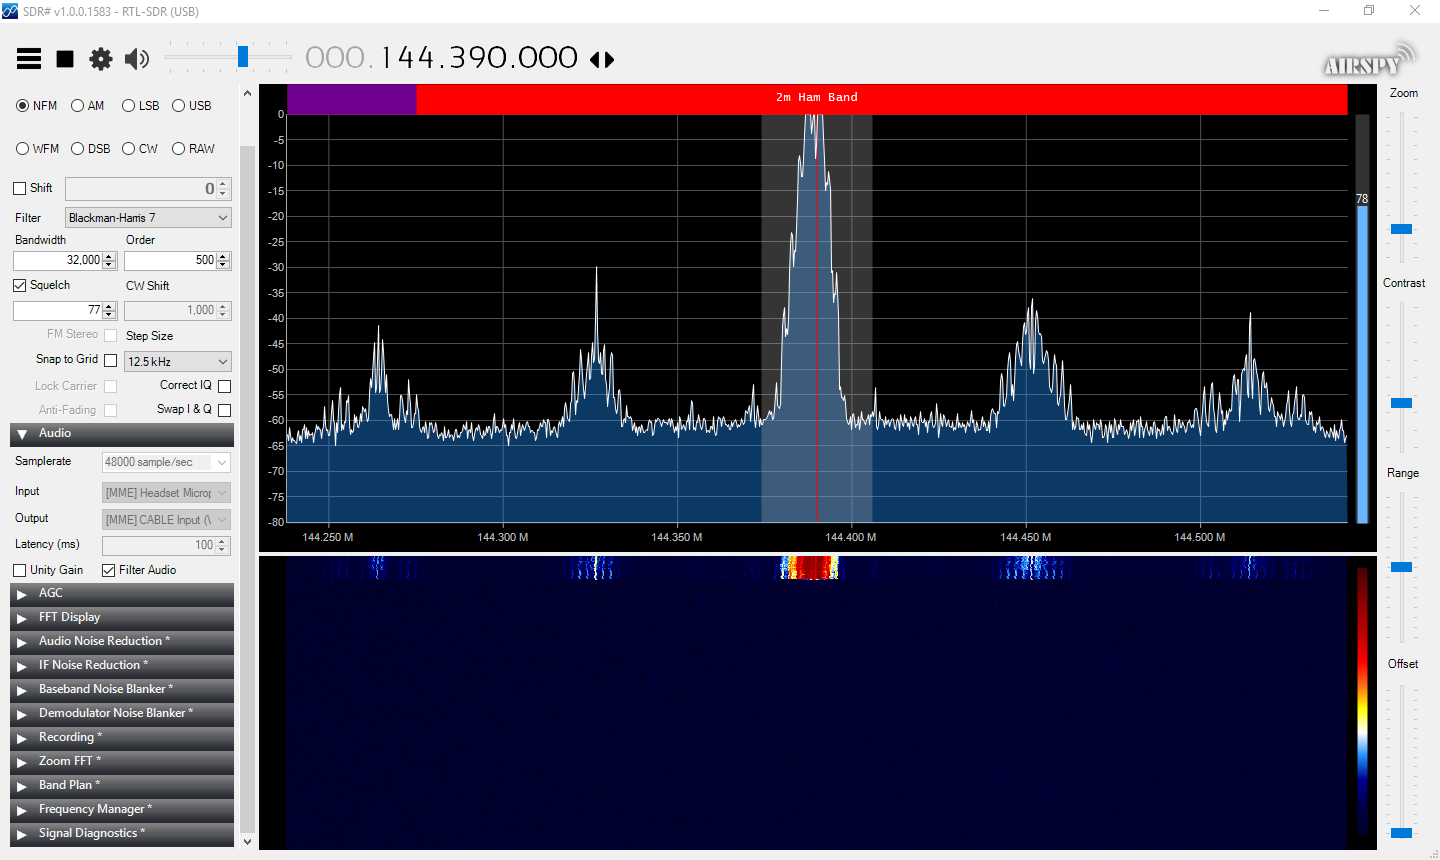 SDR# v1.0.0.1583 - RTL-SDR (USB)
000.144.390.000
AIRSPY
NFM AM LSB USB
WFM DSB CW RAW
Shift 0
Filter Blackman-Harris 7
Bandwidth Order
32,000 500
Squelch CW Shift
77 1,000
FM Stereo Step Size
Snap to Grid 12.5 kHz
Lock Carrier Correct IQ
Anti-Fading Swap I & Q
Audio
Samplerate 48000 sample/sec
Input [MME] Headset Microp
Output [MME] CABLE Input (V
Latency (ms) 100
Unity Gain Filter Audio
AGC
FFT Display
Audio Noise Reduction *
IF Noise Reduction *
Baseband Noise Blanker *
Demodulator Noise Blanker *
Recording *
Zoom FFT *
Band Plan *
Frequency Manager *
Signal Diagnostics *
2m Ham Band
0
-5
-10
-15
-20
-25
-30
-35
-40
-45
-50
-55
-60
-65
-70
-75
-80
144.250 M 144.300 M 144.350 M 144.400 M 144.450 M 144.500 M
78
Zoom
Contrast
Range
Offset